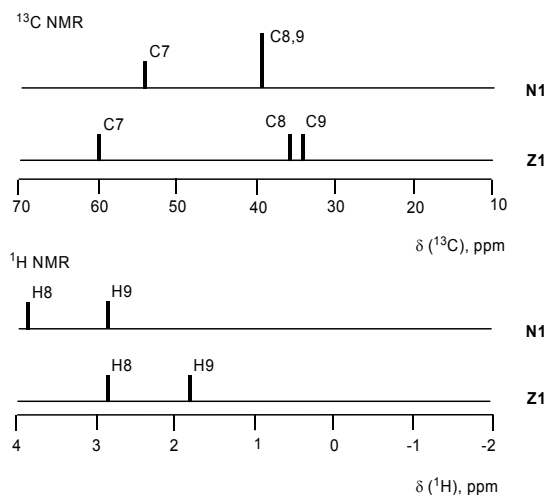 ¹³C NMR
C7
C8,9
N1
C7
C8 C9
Z1
70 60 50 40 30 20 10
δ (¹³C), ppm
¹H NMR
H8 H9
N1
H8 H9
Z1
4 3 2 1 0 -1 -2
δ (¹H), ppm